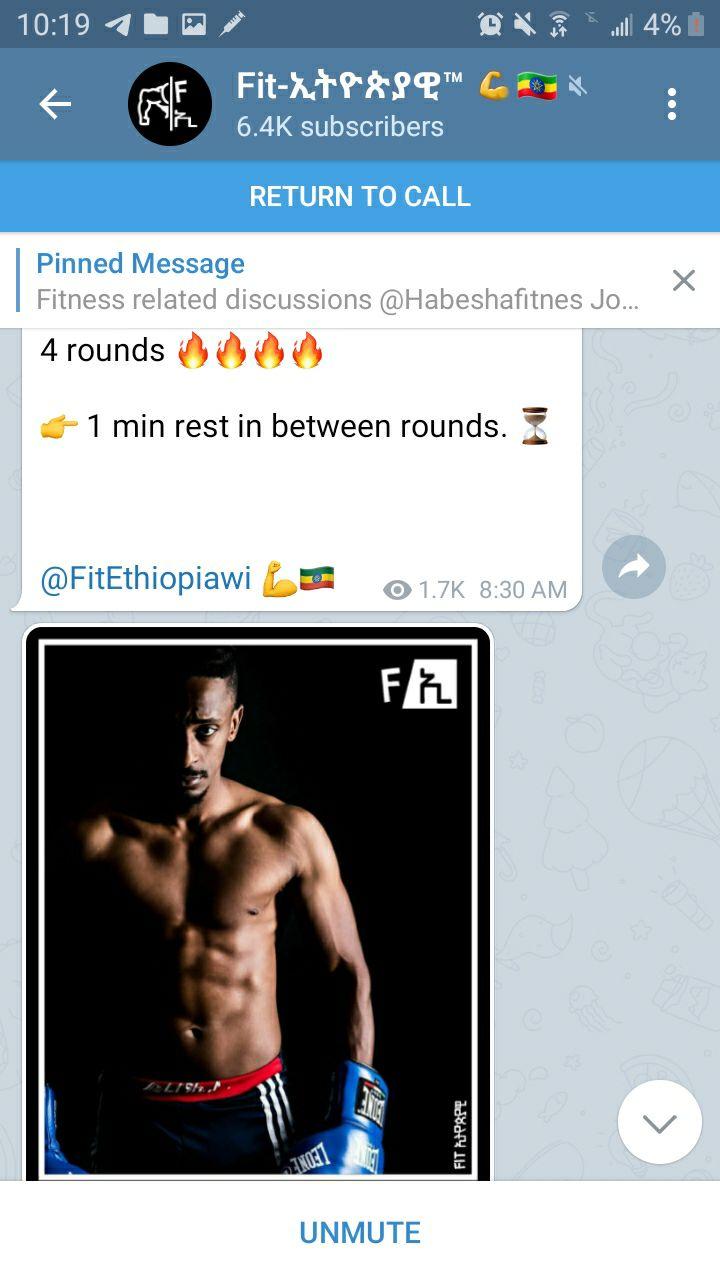 10:19 4%
Fit-ኢትዮጵያዊ™ 💪🇪🇹
6.4K subscribers
RETURN TO CALL
Pinned Message
Fitness related discussions @Habeshafitnes Jo...
4 rounds 🔥🔥🔥🔥
👉 1 min rest in between rounds. ⏳
@FitEthiopiawi 💪🇪🇹 1.7K 8:30 AM
F/ኢ
LEONE
FIT ኢትዮጵያዊ
UNMUTE